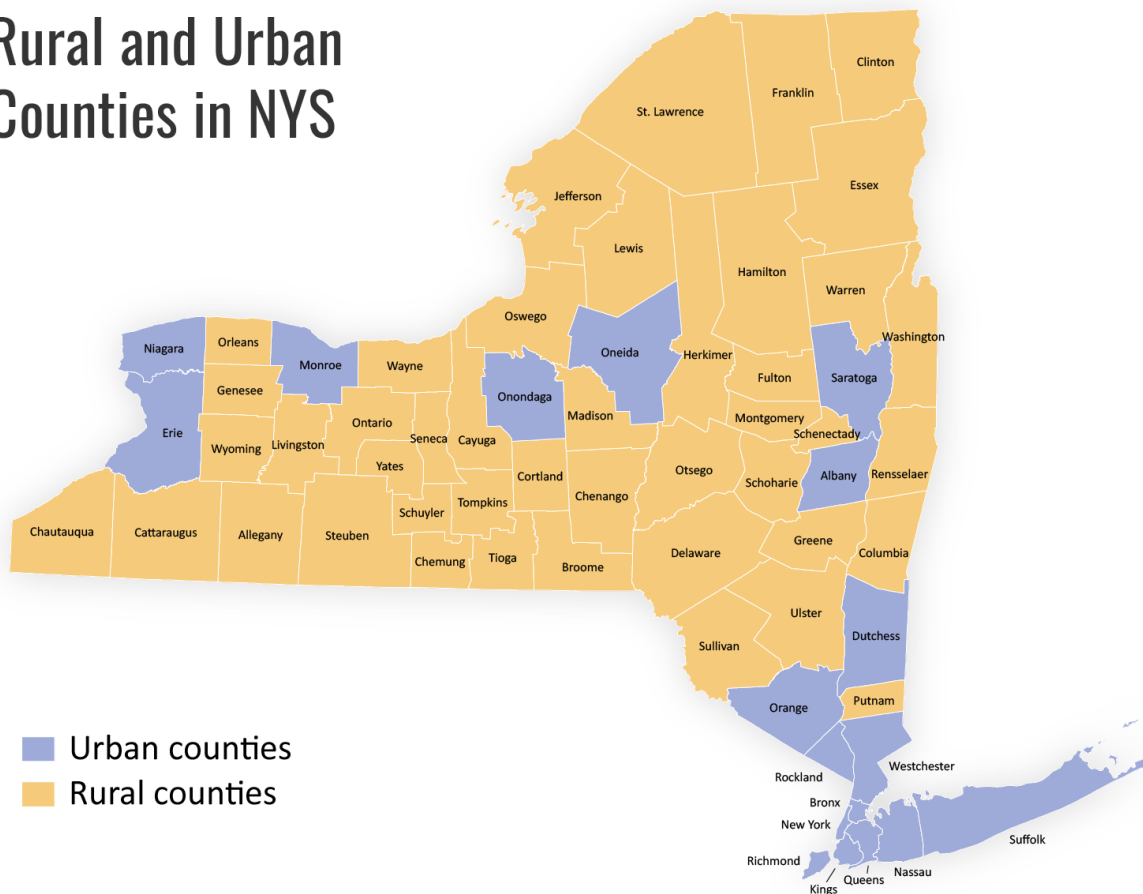 Rural and Urban
Counties in NYS
Clinton
Franklin
St. Lawrence
Essex
Jefferson
Lewis
Hamilton
Warren
Oswego
Washington
Orleans
Niagara
Monroe
Oneida
Herkimer
Wayne
Fulton
Saratoga
Genesee
Onondaga
Madison
Montgomery
Ontario
Erie
Schenectady
Seneca
Cayuga
Livingston
Wyoming
Yates
Otsego
Cortland
Albany
Rensselaer
Schoharie
Chenango
Tompkins
Schuyler
Chautauqua
Cattaraugus
Allegany
Steuben
Greene
Delaware
Columbia
Tioga
Chemung
Broome
Ulster
Dutchess
Sullivan
Putnam
Orange
Urban counties
Rural counties
Westchester
Rockland
Bronx
New York
Suffolk
Richmond
Nassau
Queens
Kings